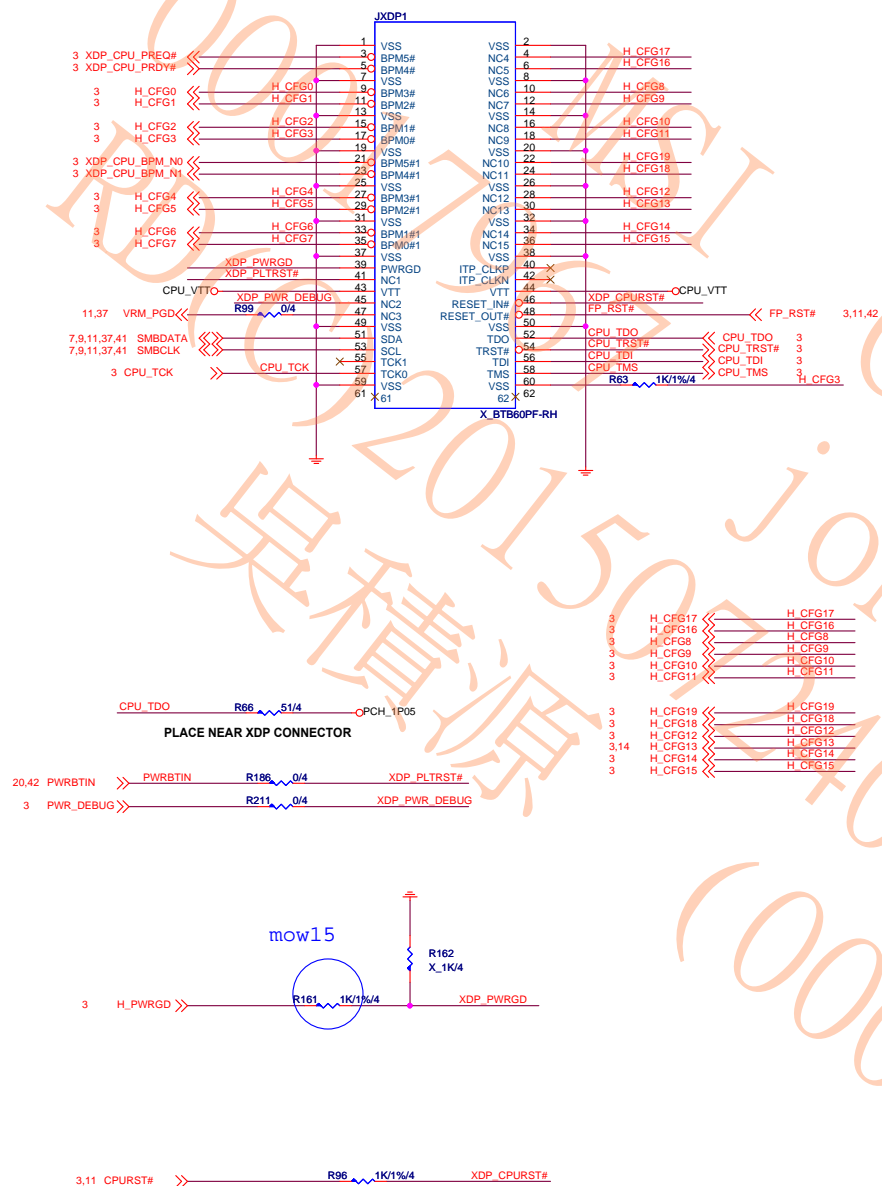 JXDP1
1 VSS VSS 2
3 XDP_CPU_PREQ# 3 BPM5# NC4 4 H_CFG17
3 XDP_CPU_PRDY# 5 BPM4# NC5 6 H_CFG16
7 VSS VSS 8
3 H_CFG0 H_CFG0 9 BPM3# NC6 10 H_CFG8
3 H_CFG1 H_CFG1 11 BPM2# NC7 12 H_CFG9
13 VSS VSS 14
3 H_CFG2 H_CFG2 15 BPM1# NC8 16 H_CFG10
3 H_CFG3 H_CFG3 17 BPM0# NC9 18 H_CFG11
19 VSS VSS 20
3 XDP_CPU_BPM_N0 21 BPM5#1 NC10 22 H_CFG19
3 XDP_CPU_BPM_N1 23 BPM4#1 NC11 24 H_CFG18
25 VSS VSS 26
3 H_CFG4 H_CFG4 27 BPM3#1 NC12 28 H_CFG12
3 H_CFG5 H_CFG5 29 BPM2#1 NC13 30 H_CFG13
31 VSS VSS 32
3 H_CFG6 H_CFG6 33 BPM1#1 NC14 34 H_CFG14
3 H_CFG7 H_CFG7 35 BPM0#1 NC15 36 H_CFG15
37 VSS VSS 38
XDP_PWRGD 39 PWRGD ITP_CLKP 40
XDP_PLTRST# 41 NC1 ITP_CLKN 42
CPU_VTT 43 VTT VTT 44 CPU_VTT
XDP_PWR_DEBUG 45 NC2 RESET_IN# 46 XDP_CPURST#
11,37 VRM_PGD R99 0/4 47 NC3 RESET_OUT# 48 FP_RST# FP_RST# 3,11,42
49 VSS VSS 50
7,9,11,37,41 SMBDATA 51 SDA TDO 52 CPU_TDO CPU_TDO 3
7,9,11,37,41 SMBCLK 53 SCL TRST# 54 CPU_TRST# CPU_TRST# 3
55 TCK1 TDI 56 CPU_TDI CPU_TDI 3
3 CPU_TCK CPU_TCK 57 TCK0 TMS 58 CPU_TMS CPU_TMS 3
59 VSS VSS 60 R63 1K/1%/4 H_CFG3
61 61 62 62
X_BTB60PF-RH
3 H_CFG17 H_CFG17
3 H_CFG16 H_CFG16
3 H_CFG8 H_CFG8
3 H_CFG9 H_CFG9
3 H_CFG10 H_CFG10
3 H_CFG11 H_CFG11
3 H_CFG19 H_CFG19
3 H_CFG18 H_CFG18
3 H_CFG12 H_CFG12
3,14 H_CFG13 H_CFG13
3 H_CFG14 H_CFG14
3 H_CFG15 H_CFG15
CPU_TDO R66 51/4 PCH_1P05
PLACE NEAR XDP CONNECTOR
20,42 PWRBTIN PWRBTIN R186 0/4 XDP_PLTRST#
3 PWR_DEBUG R211 0/4 XDP_PWR_DEBUG
mow15
R162
X_1K/4
3 H_PWRGD R161 1K/1%/4 XDP_PWRGD
3,11 CPURST# R96 1K/1%/4 XDP_CPURST#
MSI
吳積源